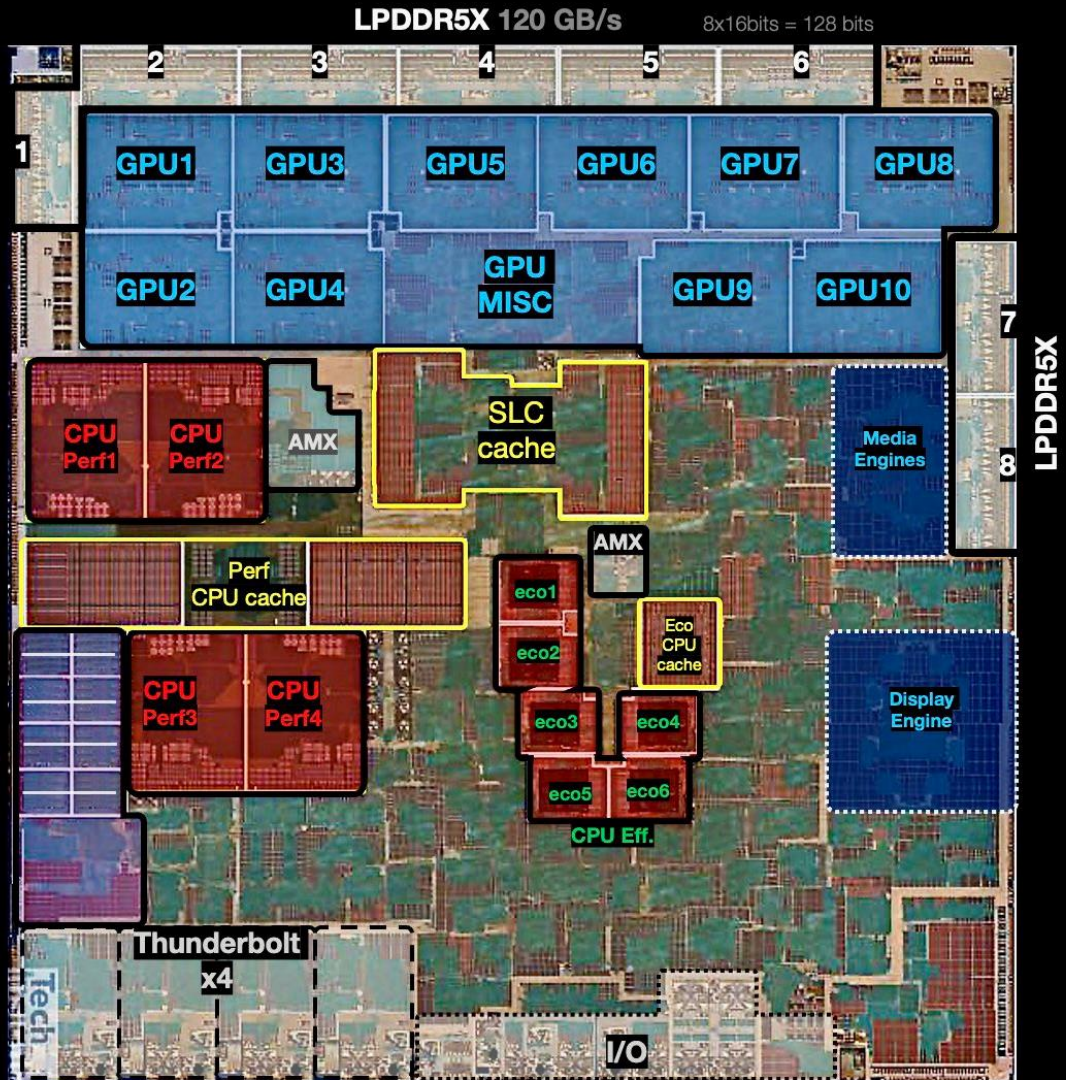 LPDDR5X 120 GB/s
8x16bits = 128 bits
2
3
4
5
6
1
GPU1
GPU3
GPU5
GPU6
GPU7
GPU8
GPU2
GPU4
GPU
MISC
GPU9
GPU10
7
8
LPDDR5X
CPU
Perf1
CPU
Perf2
AMX
SLC
cache
Media
Engines
Perf
CPU cache
AMX
eco1
eco2
Eco
CPU
cache
CPU
Perf3
CPU
Perf4
eco3
eco4
eco5
eco6
CPU Eff.
Display
Engine
Thunderbolt
x4
Tech
I/O